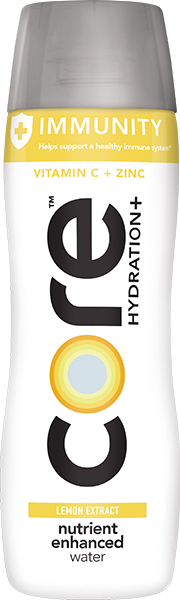 IMMUNITY
Helps support a healthy immune system*
VITAMIN C + ZINC
core™
HYDRATION+
LEMON EXTRACT
nutrient
enhanced
water